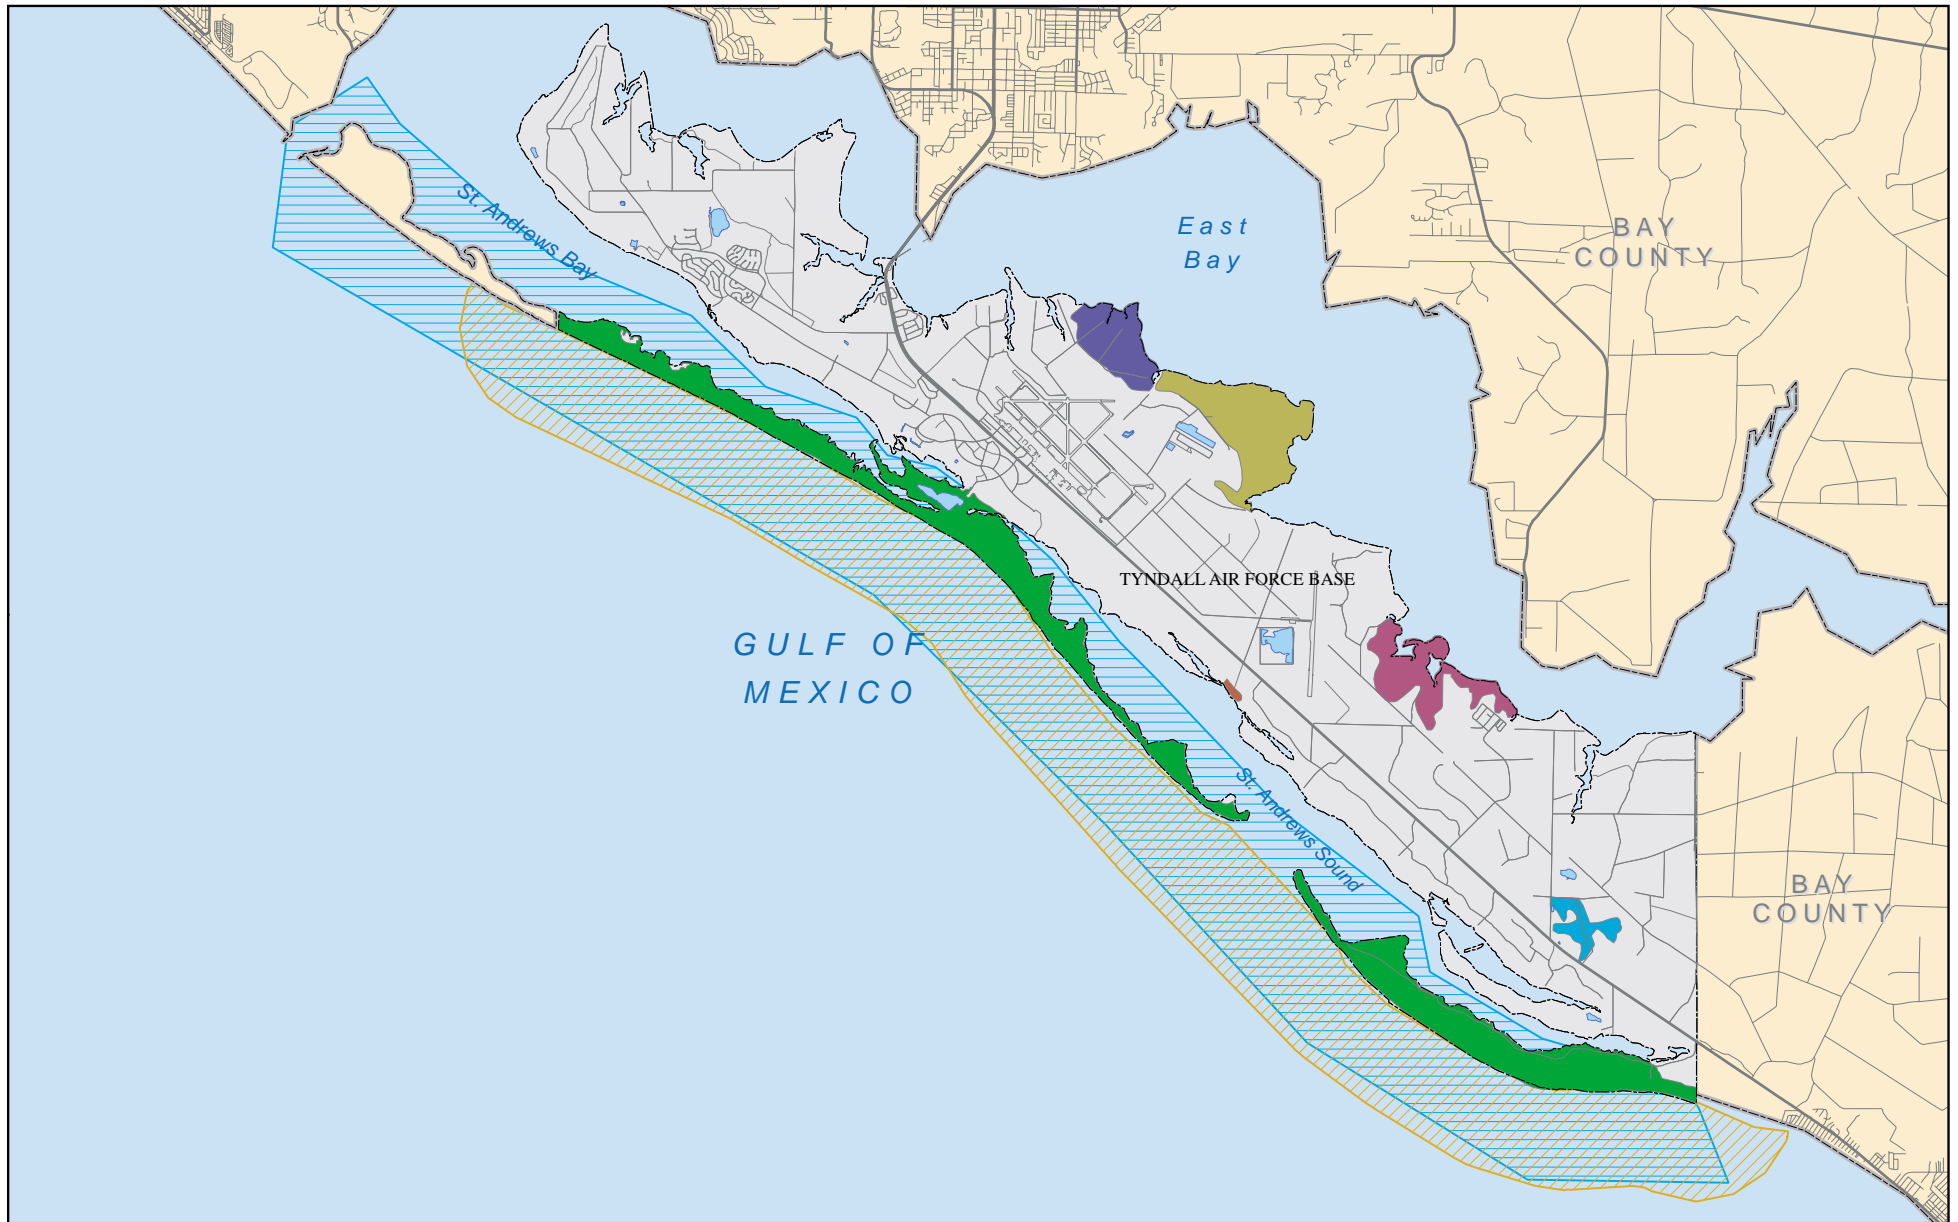 St. Andrews Bay
East
Bay
BAY
COUNTY
TYNDALL AIR FORCE BASE
GULF OF
MEXICO
St. Andrews Sound
BAY
COUNTY